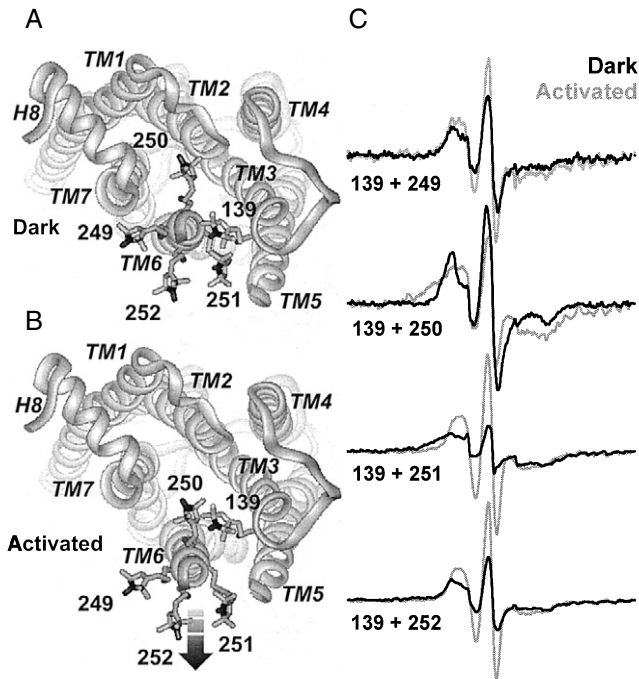 A
TM1
H8
TM2
TM4
250
TM3
TM7
139
Dark
249
TM6
252
251
TM5
B
TM1
H8
TM2
TM4
TM3
TM7
250
139
Activated
TM6
249
TM5
252
251
C
Dark
Activated
139 + 249
139 + 250
139 + 251
139 + 252